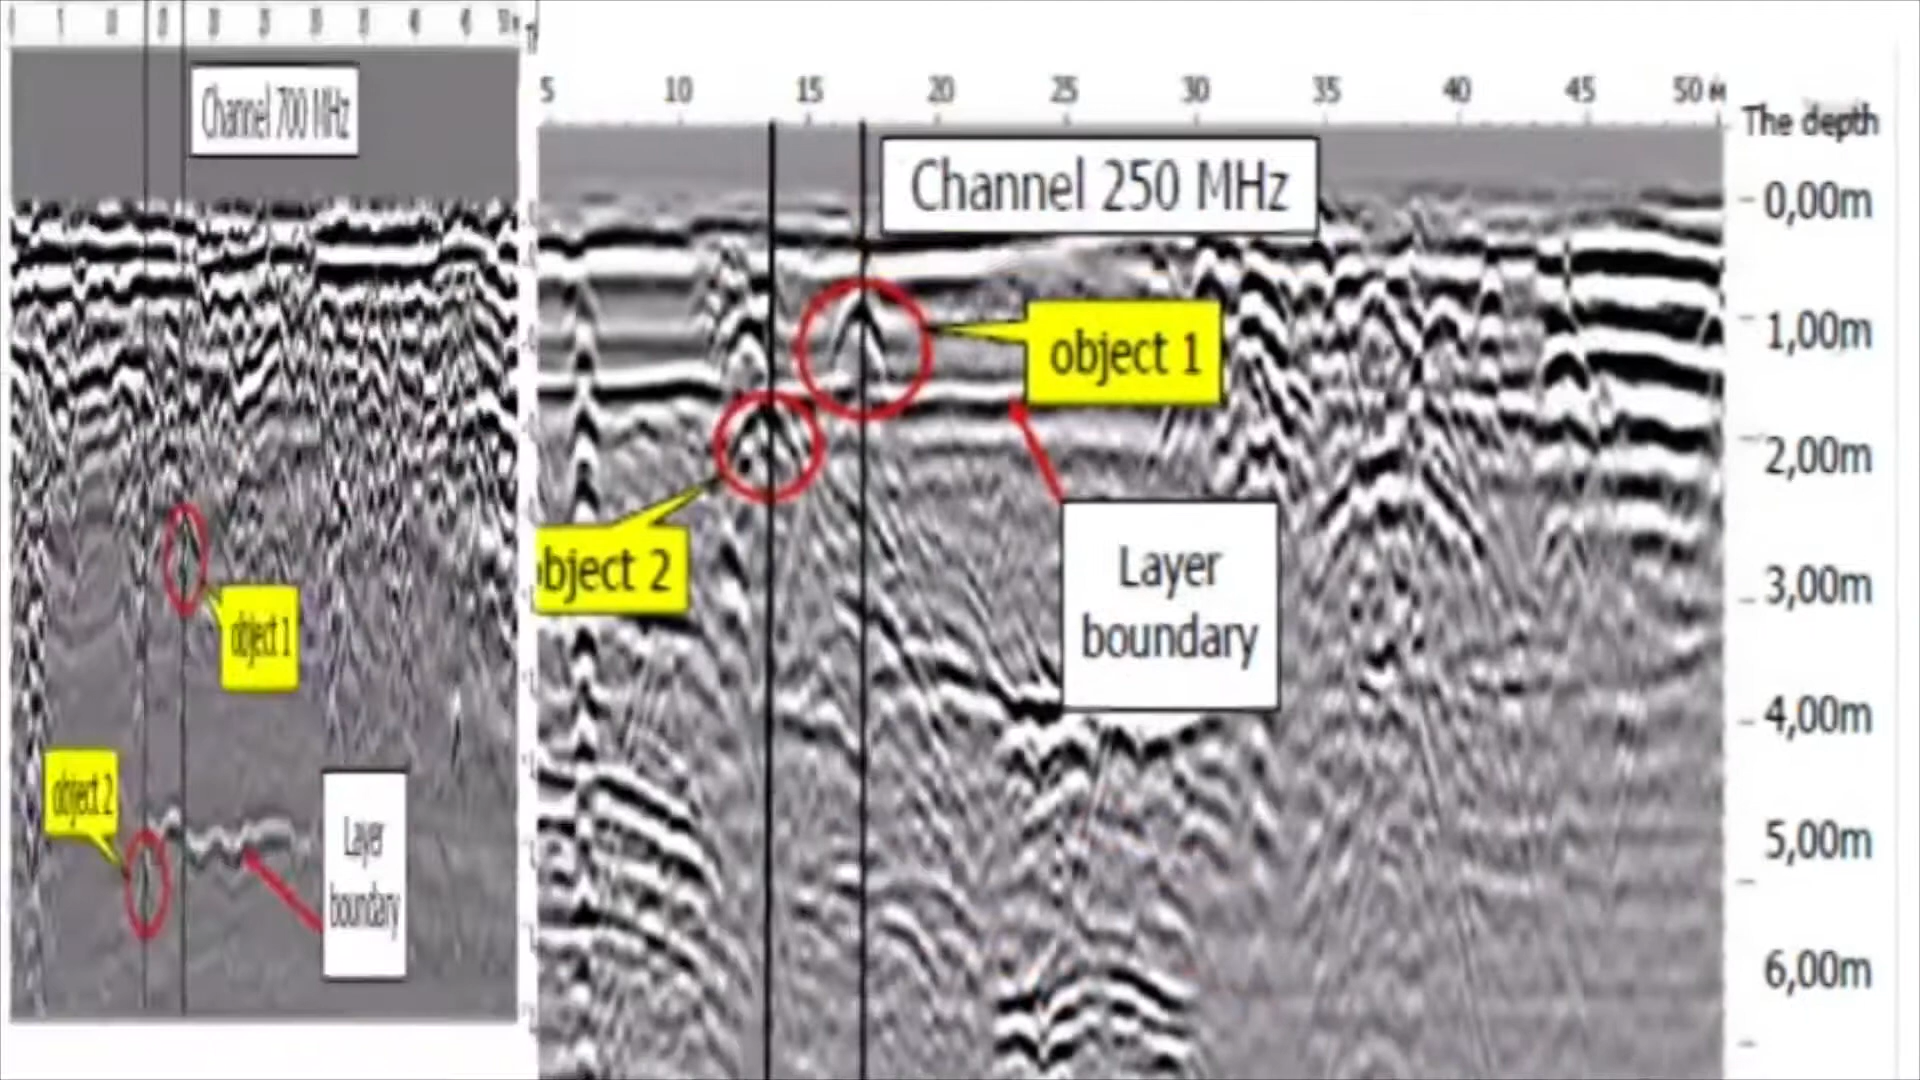 Channel 700 MHz
object 1
object 2
Layer
boundary
5 10 15 20 25 30 35 40 45 50
Channel 250 MHz
object 1
bject 2
Layer
boundary
The depth
0,00m
1,00m
2,00m
3,00m
4,00m
5,00m
6,00m